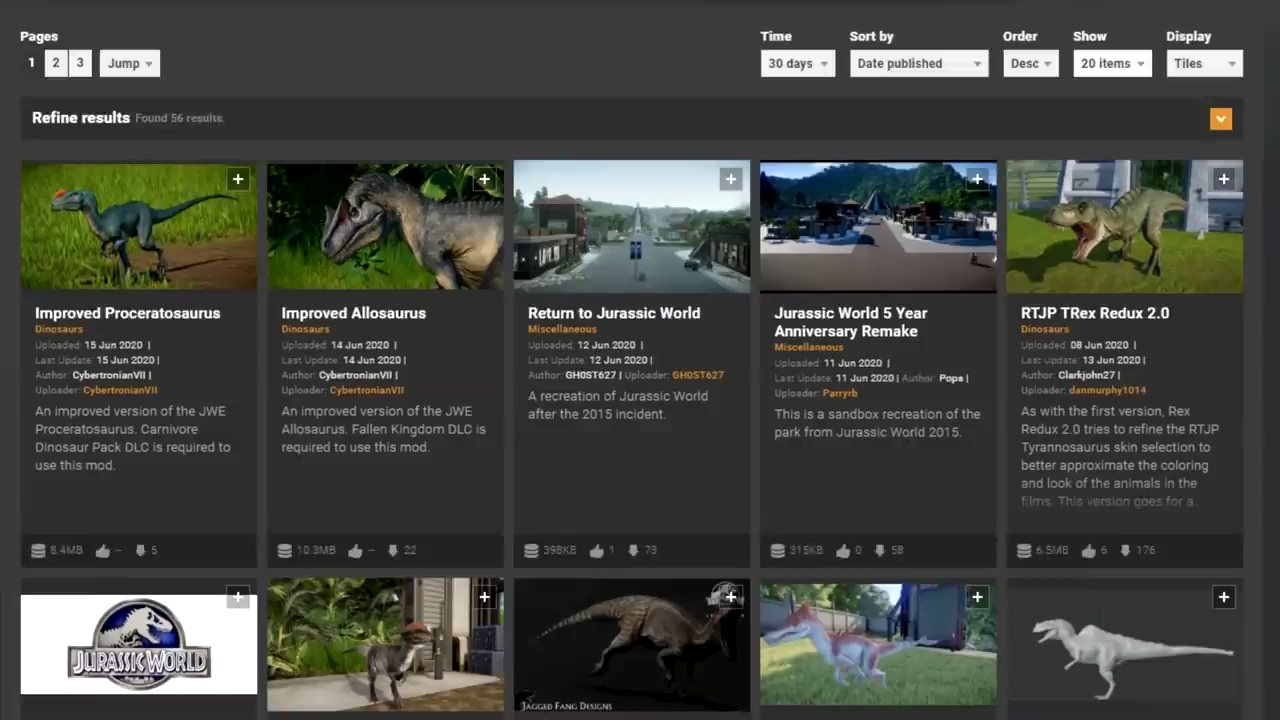 Pages
1 2 3 Jump
Time
30 days
Sort by
Date published
Order
Desc
Show
20 items
Display
Tiles
Refine results Found 56 results.
Improved Proceratosaurus
Dinosaurs
Uploaded: 15 Jun 2020 |
Last Update: 15 Jun 2020 |
Author: CybertronianVII |
Uploader: CybertronianVII
An improved version of the JWE
Proceratosaurus. Carnivore
Dinosaur Pack DLC is required to
use this mod.
6.4MB – 5
Improved Allosaurus
Dinosaurs
Uploaded: 14 Jun 2020 |
Last Update: 14 Jun 2020 |
Author: CybertronianVII |
Uploader: CybertronianVII
An improved version of the JWE
Allosaurus. Fallen Kingdom DLC is
required to use this mod.
10.3MB – 22
Return to Jurassic World
Miscellaneous
Uploaded: 12 Jun 2020 |
Last Update: 12 Jun 2020 |
Author: GH0ST627 | Uploader: GH0ST627
A recreation of Jurassic World
after the 2015 incident.
398KB 1 73
Jurassic World 5 Year
Anniversary Remake
Miscellaneous
Uploaded: 11 Jun 2020 |
Last Update: 11 Jun 2020 | Author: Pops |
Uploader: Parryrb
This is a sandbox recreation of the
park from Jurassic World 2015.
315KB 0 58
RTJP TRex Redux 2.0
Dinosaurs
Uploaded: 08 Jun 2020 |
Last Update: 13 Jun 2020 |
Author: Clarkjohn27 |
Uploader: danmurphy1014
As with the first version, Rex
Redux 2.0 tries to refine the RTJP
Tyrannosaurus skin selection to
better approximate the coloring
and look of the animals in the
films. This version goes for a
6.5MB 6 176
JURASSIC WORLD
JAGGED FANG DESIGNS